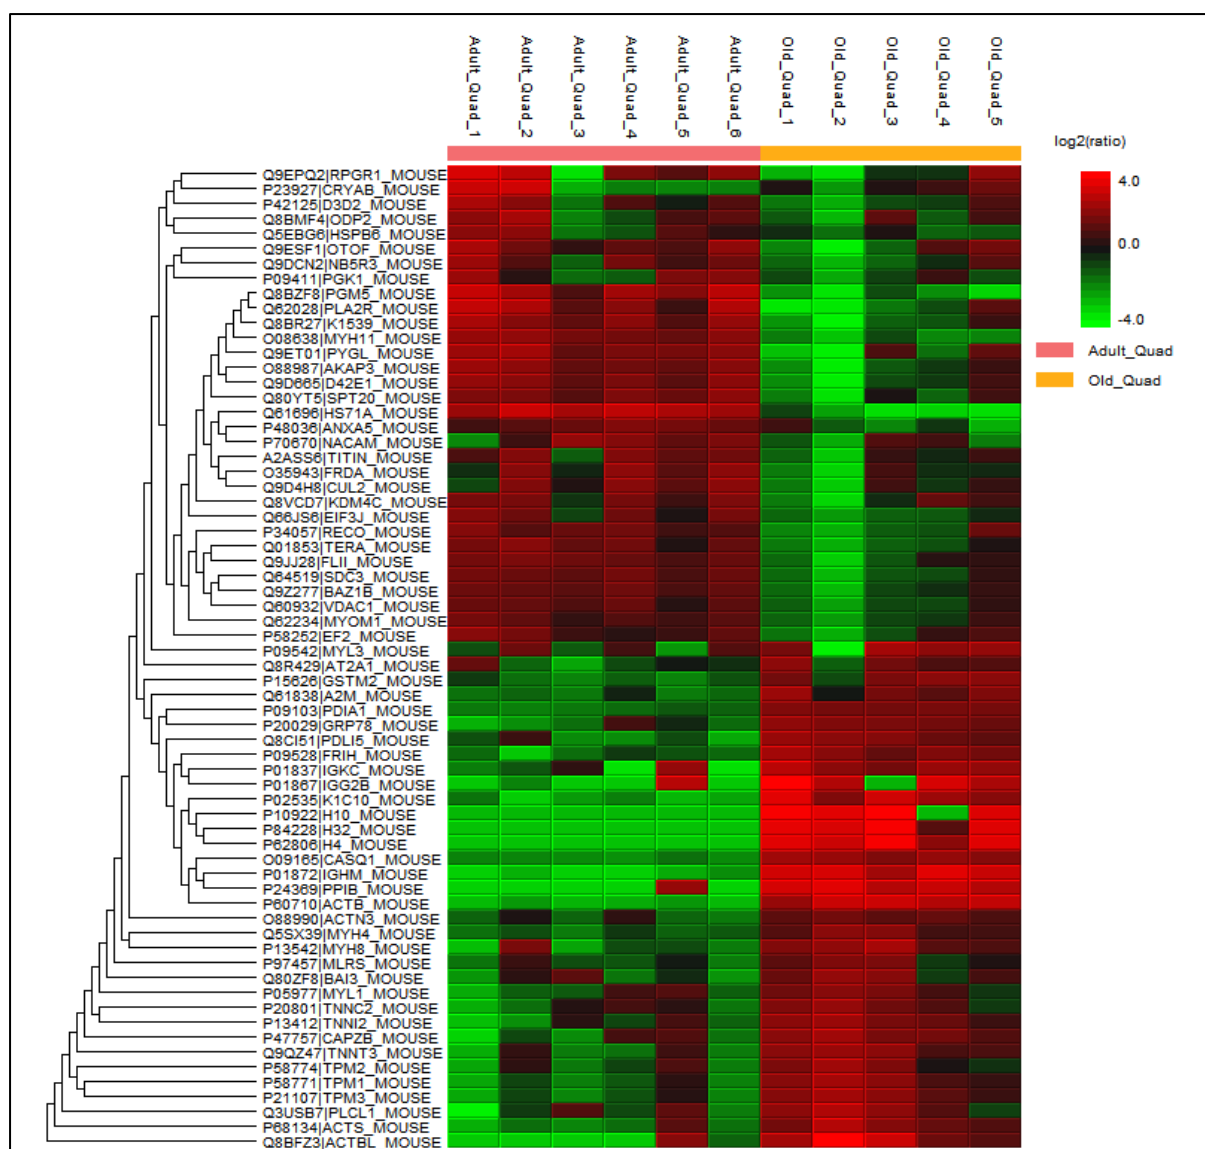 Adult_Quad_1
Adult_Quad_2
Adult_Quad_3
Adult_Quad_4
Adult_Quad_5
Adult_Quad_6
Old_Quad_1
Old_Quad_2
Old_Quad_3
Old_Quad_4
Old_Quad_5
log2(ratio)
4.0
0.0
-4.0
Adult_Quad
Old_Quad
Q9EPQ2|RPGR1_MOUSE
P23927|CRYAB_MOUSE
P42125|D3D2_MOUSE
Q8BMF4|ODP2_MOUSE
Q5EBG6|HSPB6_MOUSE
Q9ESF1|OTOF_MOUSE
Q9DCN2|NB5R3_MOUSE
P09411|PGK1_MOUSE
Q8BZF8|PGM5_MOUSE
Q62028|PLA2R_MOUSE
Q8BR27|K1539_MOUSE
O08638|MYH11_MOUSE
Q9ET01|PYGL_MOUSE
O88987|AKAP3_MOUSE
Q9D665|D42E1_MOUSE
Q80YT5|SPT20_MOUSE
Q61696|HS71A_MOUSE
P48036|ANXA5_MOUSE
P70670|NACAM_MOUSE
A2ASS6|TITIN_MOUSE
O35943|FRDA_MOUSE
Q9D4H8|CUL2_MOUSE
Q8VCD7|KDM4C_MOUSE
Q66JS6|EIF3J_MOUSE
P34057|RECO_MOUSE
Q01853|TERA_MOUSE
Q9JJ28|FLII_MOUSE
Q64519|SDC3_MOUSE
Q9Z277|BAZ1B_MOUSE
Q60932|VDAC1_MOUSE
Q62234|MYOM1_MOUSE
P58252|EF2_MOUSE
P09542|MYL3_MOUSE
Q8R429|AT2A1_MOUSE
P15626|GSTM2_MOUSE
Q61838|A2M_MOUSE
P09103|PDIA1_MOUSE
P20029|GRP78_MOUSE
Q8CI51|PDLI5_MOUSE
P09528|FRIH_MOUSE
P01837|IGKC_MOUSE
P01867|IGG2B_MOUSE
P02535|K1C10_MOUSE
P10922|H10_MOUSE
P84228|H32_MOUSE
P62806|H4_MOUSE
O09165|CASQ1_MOUSE
P01872|IGHM_MOUSE
P24369|PPIB_MOUSE
P60710|ACTB_MOUSE
O88990|ACTN3_MOUSE
Q5SX39|MYH4_MOUSE
P13542|MYH8_MOUSE
P97457|MLRS_MOUSE
Q80ZF8|BAI3_MOUSE
P05977|MYL1_MOUSE
P20801|TNNC2_MOUSE
P13412|TNNI2_MOUSE
P47757|CAPZB_MOUSE
Q9QZ47|TNNT3_MOUSE
P58774|TPM2_MOUSE
P58771|TPM1_MOUSE
P21107|TPM3_MOUSE
Q3USB7|PLCL1_MOUSE
P68134|ACTS_MOUSE
Q8BFZ3|ACTBL_MOUSE